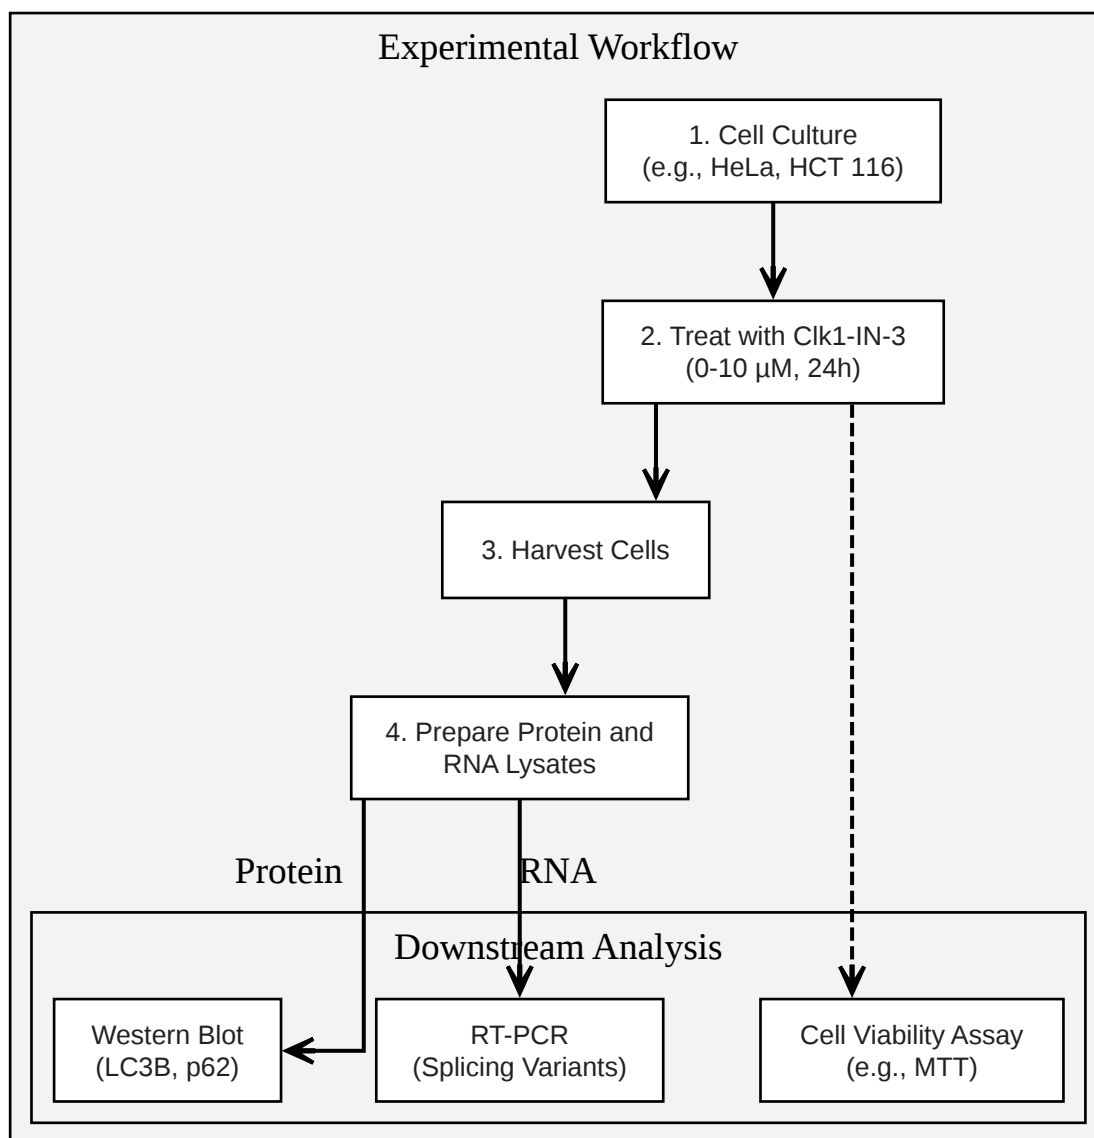 Experimental Workflow
1. Cell Culture
(e.g., HeLa, HCT 116)
2. Treat with Clk1-IN-3
(0-10 µM, 24h)
3. Harvest Cells
4. Prepare Protein and
RNA Lysates
Protein
RNA
Downstream Analysis
Western Blot
(LC3B, p62)
RT-PCR
(Splicing Variants)
Cell Viability Assay
(e.g., MTT)